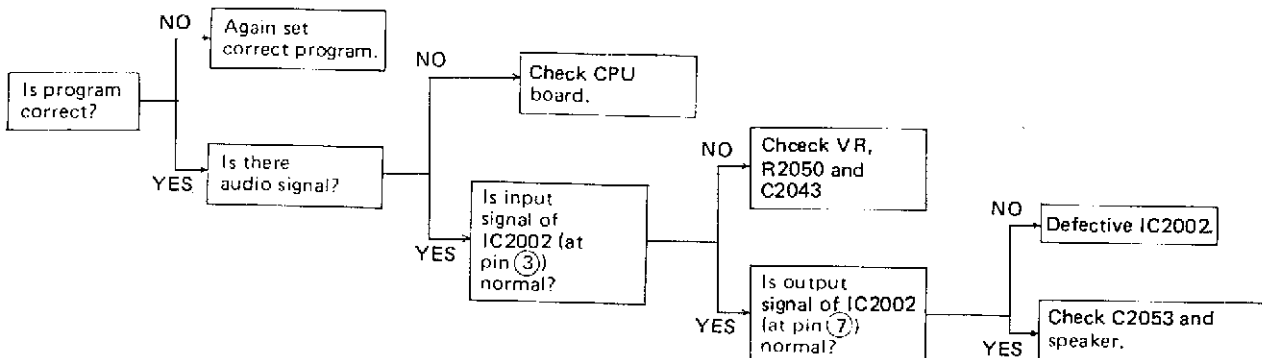 Is program
correct?
NO
Again set
correct program.
YES
Is there
audio signal?
NO
Check CPU
board.
YES
Is input
signal of
IC2002 (at
pin ③)
normal?
NO
Chceck VR,
R2050 and
C2043
YES
Is output
signal of IC2002
(at pin ⑦)
normal?
NO
Defective IC2002.
YES
Check C2053 and
speaker.